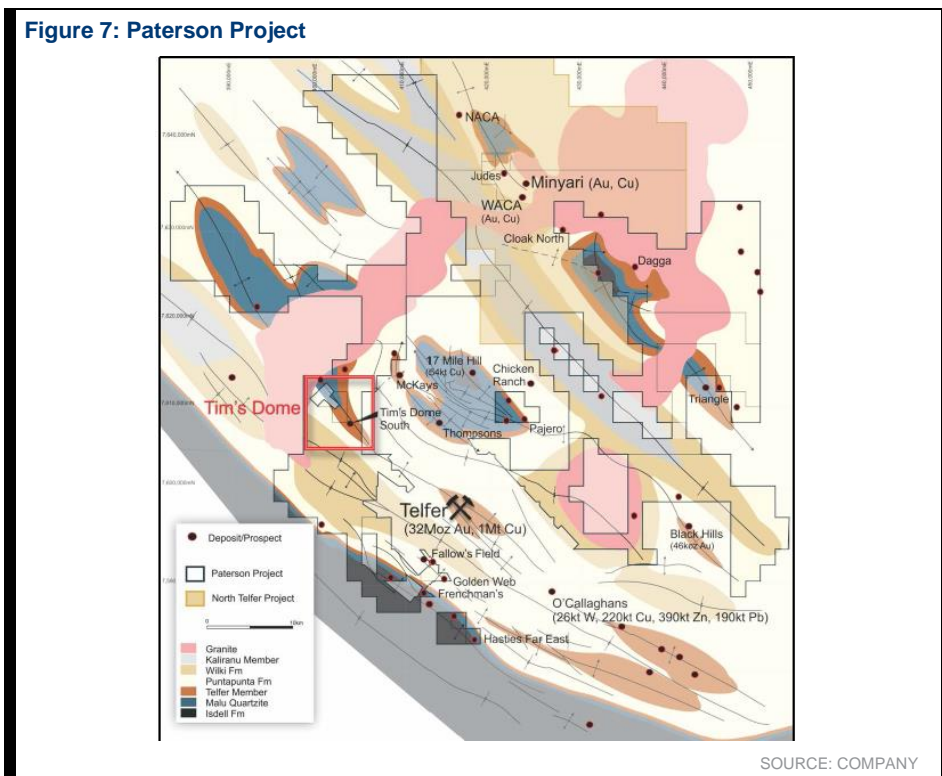 Figure 7: Paterson Project
NACA
Judes
Minyari (Au, Cu)
WACA
(Au, Cu)
Cloak North
Dagga
17 Mile Hill
(54kt Cu)
Chicken
Ranch
McKays
Triangle
Tim's Dome
Tim's Dome
South
Thompsons
Pajero
Telfer
(32Moz Au, 1Mt Cu)
Black Hills
(46koz Au)
Fallow's Field
Golden Web
Frenchman's
O'Callaghans
(26kt W, 220kt Cu, 390kt Zn, 190kt Pb)
Hasties Far East
Deposit/Prospect
Paterson Project
North Telfer Project
0
10km
Granite
Kaliranu Member
Wilki Fm
Puntapunta Fm
Telfer Member
Malu Quartzite
Isdell Fm
SOURCE: COMPANY